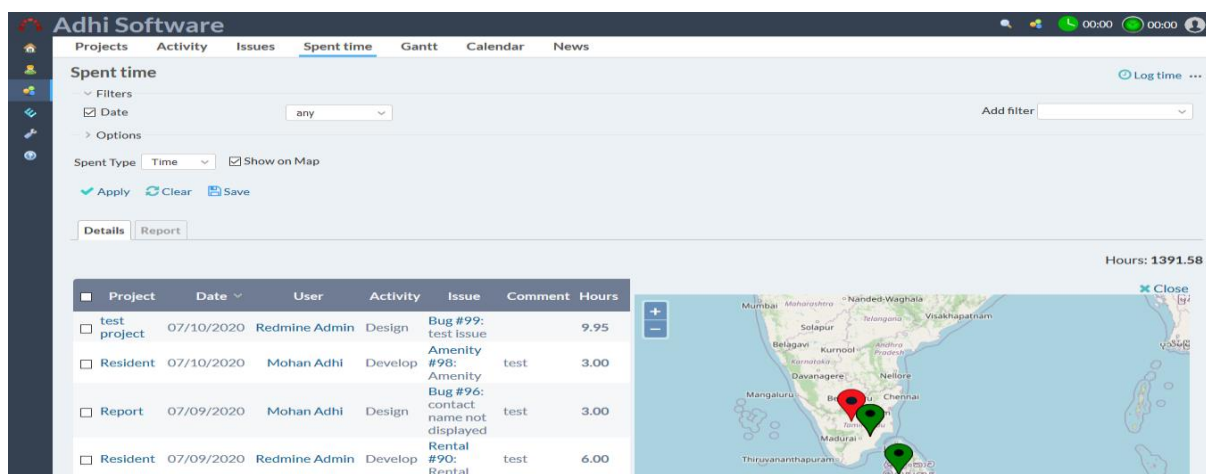 Adhi Software
00:00 00:00
Projects Activity Issues Spent time Gantt Calendar News
Spent time
Log time ...
Filters
Date any Add filter
Options
Spent Type Time Show on Map
Apply Clear Save
Details Report
Hours: 1391.58
Close
Project Date User Activity Issue Comment Hours
test project 07/10/2020 Redmine Admin Design Bug #99: test issue 9.95
Resident 07/10/2020 Mohan Adhi Develop Amenity #98: Amenity test 3.00
Report 07/09/2020 Mohan Adhi Design Bug #96: contact name not displayed test 3.00
Resident 07/09/2020 Redmine Admin Develop Rental #90: Rental test 6.00
+
−
Mumbai Maharashtra Nanded-Waghala
Telangana Visakhapatnam
Solapur
Belagavi Kurnool Andhra Pradesh
Karnataka
Davanagere Nellore
Mangaluru Chennai
Madurai
Thiruvananthapuram